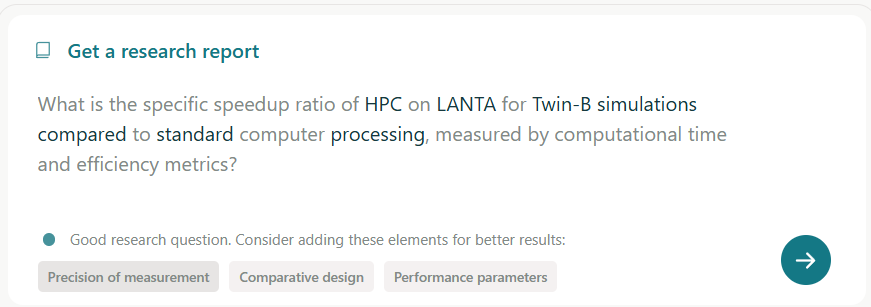 Get a research report
What is the specific speedup ratio of HPC on LANTA for Twin-B simulations
compared to standard computer processing, measured by computational time
and efficiency metrics?
Good research question. Consider adding these elements for better results:
Precision of measurement Comparative design Performance parameters